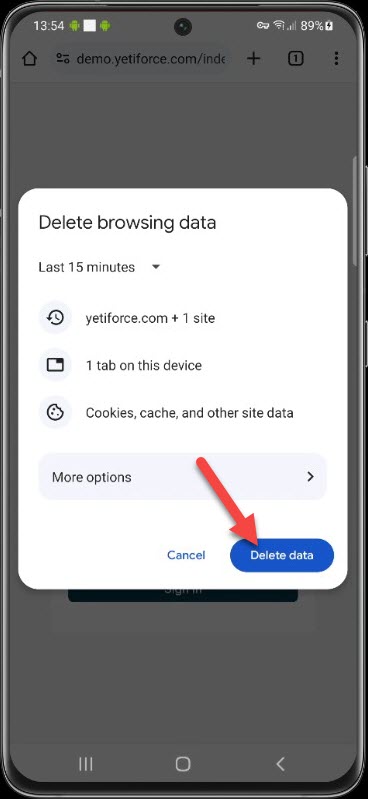 13:54
89%
demo.yetiforce.com/inde
1
Delete browsing data
Last 15 minutes
yetiforce.com + 1 site
1 tab on this device
Cookies, cache, and other site data
More options
Cancel
Delete data
Sign in